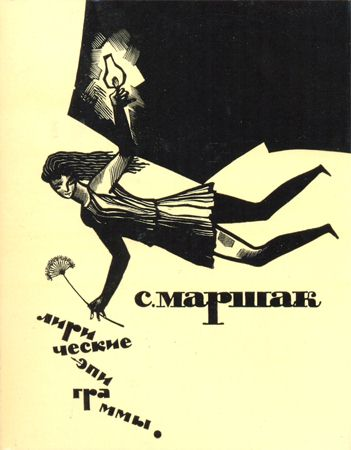 С. Маршак
лири
ческие
эпи
гра
ммы.